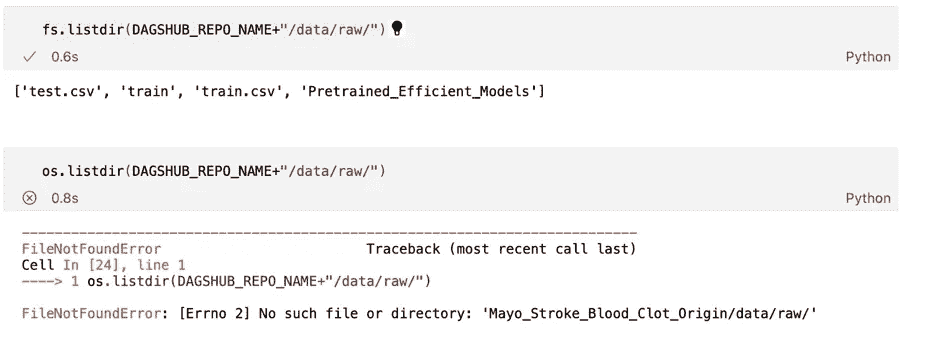 fs.listdir(DAGSHUB_REPO_NAME+"/data/raw/")
0.6s Python
['test.csv', 'train', 'train.csv', 'Pretrained_Efficient_Models']
os.listdir(DAGSHUB_REPO_NAME+"/data/raw/")
0.8s Python
---------------------------------------------------------------------------
FileNotFoundError Traceback (most recent call last)
Cell In [24], line 1
----> 1 os.listdir(DAGSHUB_REPO_NAME+"/data/raw/")
FileNotFoundError: [Errno 2] No such file or directory: 'Mayo_Stroke_Blood_Clot_Origin/data/raw/'